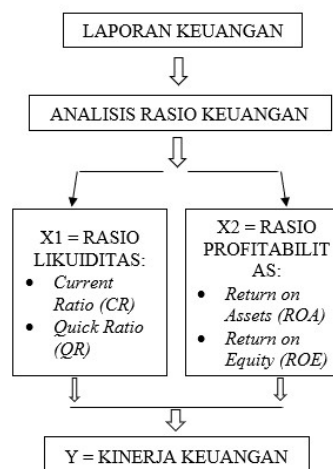 LAPORAN KEUANGAN
ANALISIS RASIO KEUANGAN
X1 = RASIO
LIKUIDITAS:
• Current
Ratio (CR)
• Quick Ratio
(QR)
X2 = RASIO
PROFITABILIT
AS:
• Return on
Assets (ROA)
• Return on
Equity (ROE)
Y = KINERJA KEUANGAN